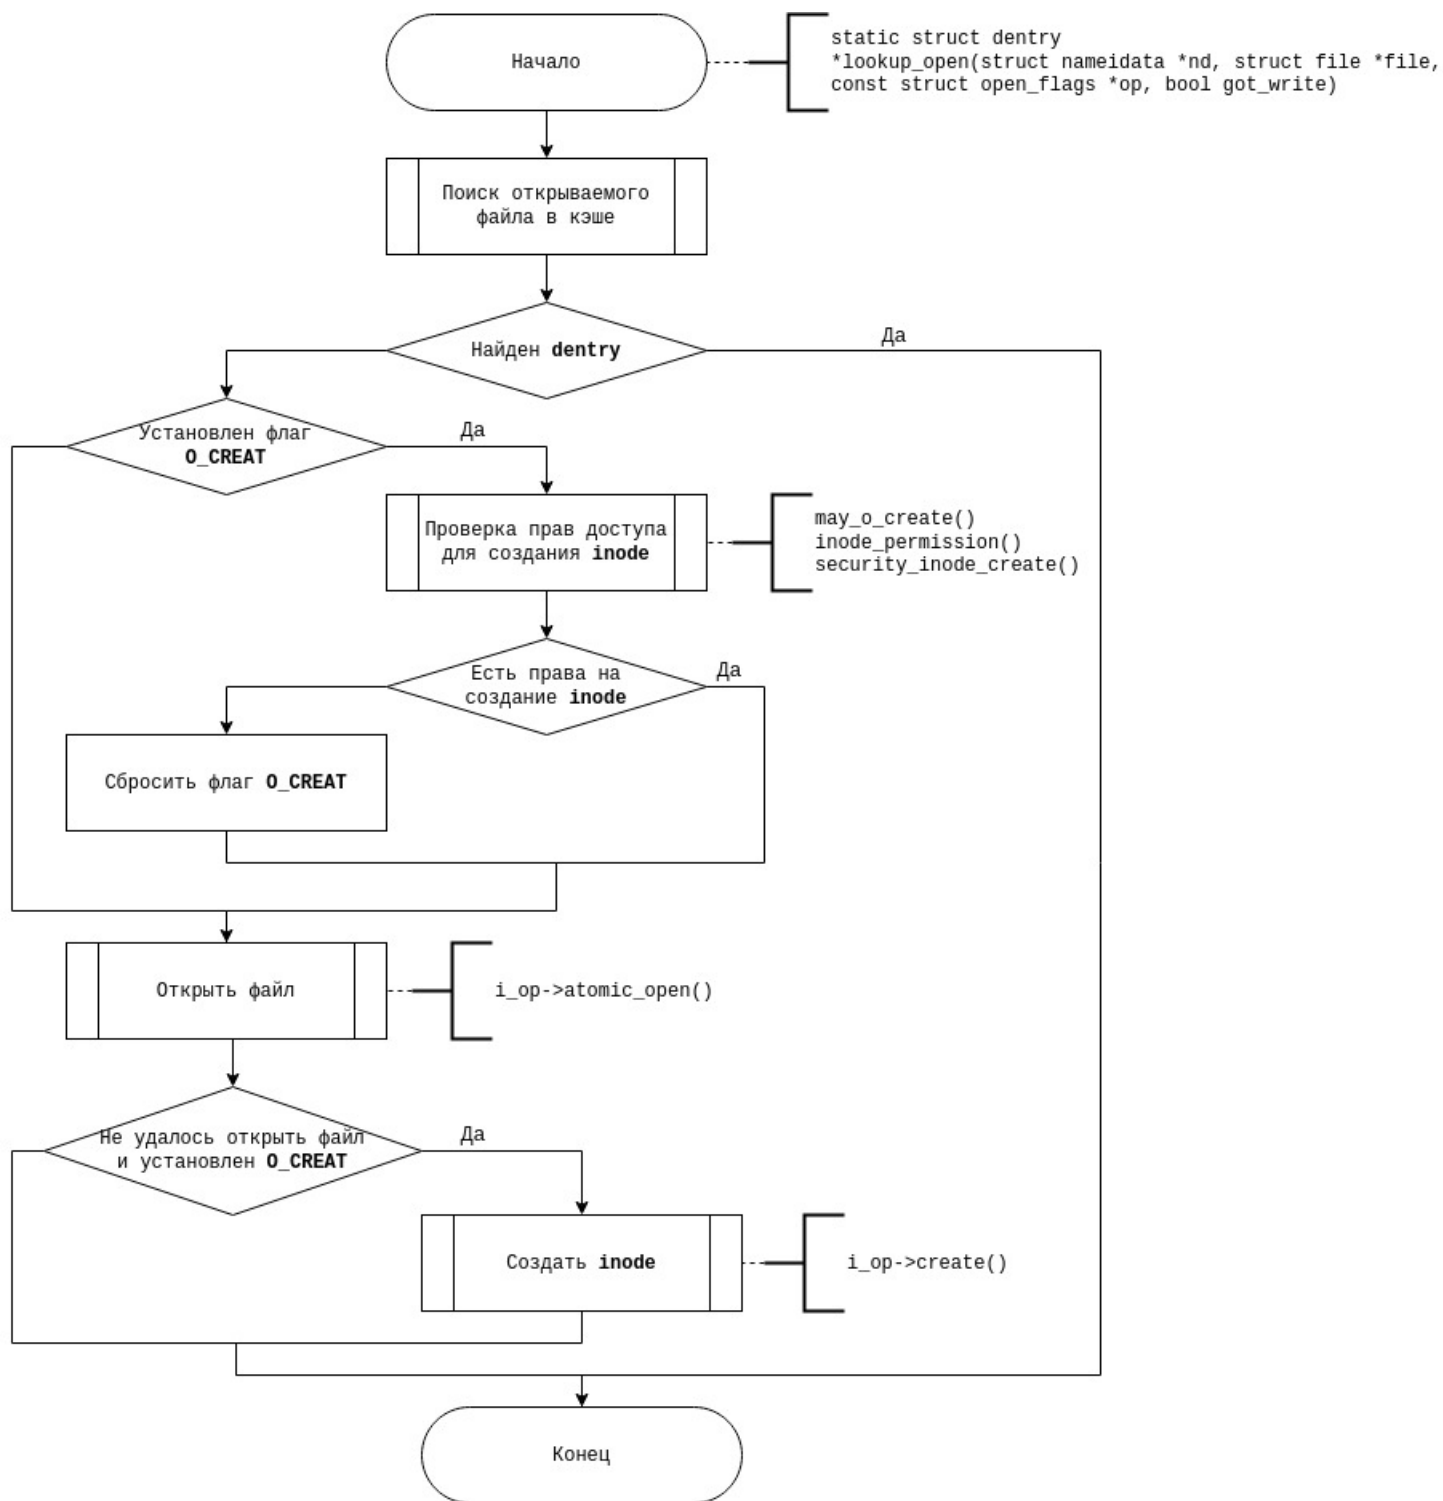 Начало
static struct dentry
*lookup_open(struct nameidata *nd, struct file *file,
const struct open_flags *op, bool got_write)
Поиск открываемого
файла в кэше
Найден dentry
Да
Установлен флаг
O_CREAT
Да
Проверка прав доступа
для создания inode
may_o_create()
inode_permission()
security_inode_create()
Есть права на
создание inode
Да
Сбросить флаг O_CREAT
Открыть файл
i_op->atomic_open()
Не удалось открыть файл
и установлен O_CREAT
Да
Создать inode
i_op->create()
Конец